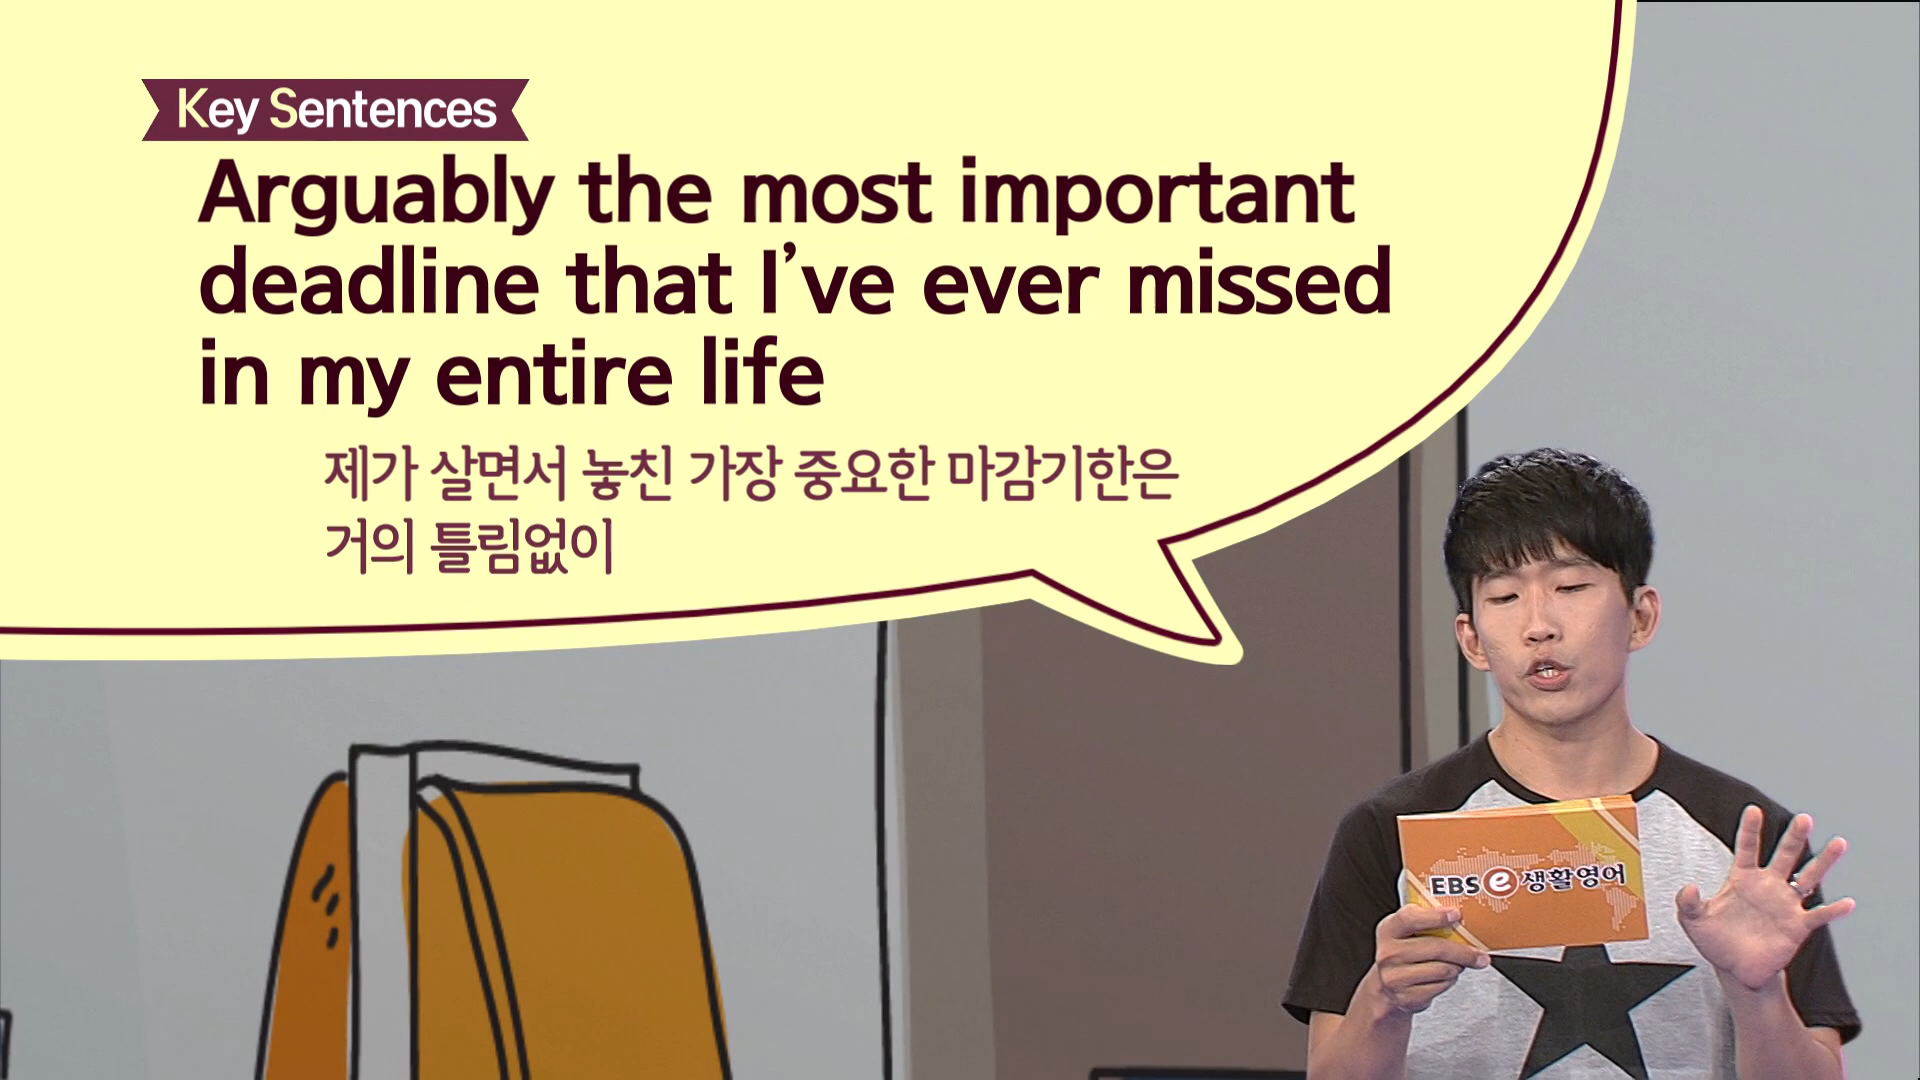 Key Sentences
Arguably the most important
deadline that I've ever missed
in my entire life
제가 살면서 놓친 가장 중요한 마감기한은
거의 틀림없이
EBS e 생활영어